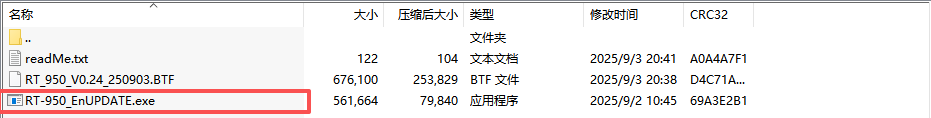 名称 大小 压缩后大小 类型 修改时间 CRC32
.. 文件夹
readMe.txt 122 104 文本文档 2025/9/3 20:41 A0A4A7F1
RT_950_V0.24_250903.BTF 676,100 253,829 BTF 文件 2025/9/3 20:38 D4C71A...
RT-950_EnUPDATE.exe 561,664 79,840 应用程序 2025/9/2 10:45 69A3E2B1